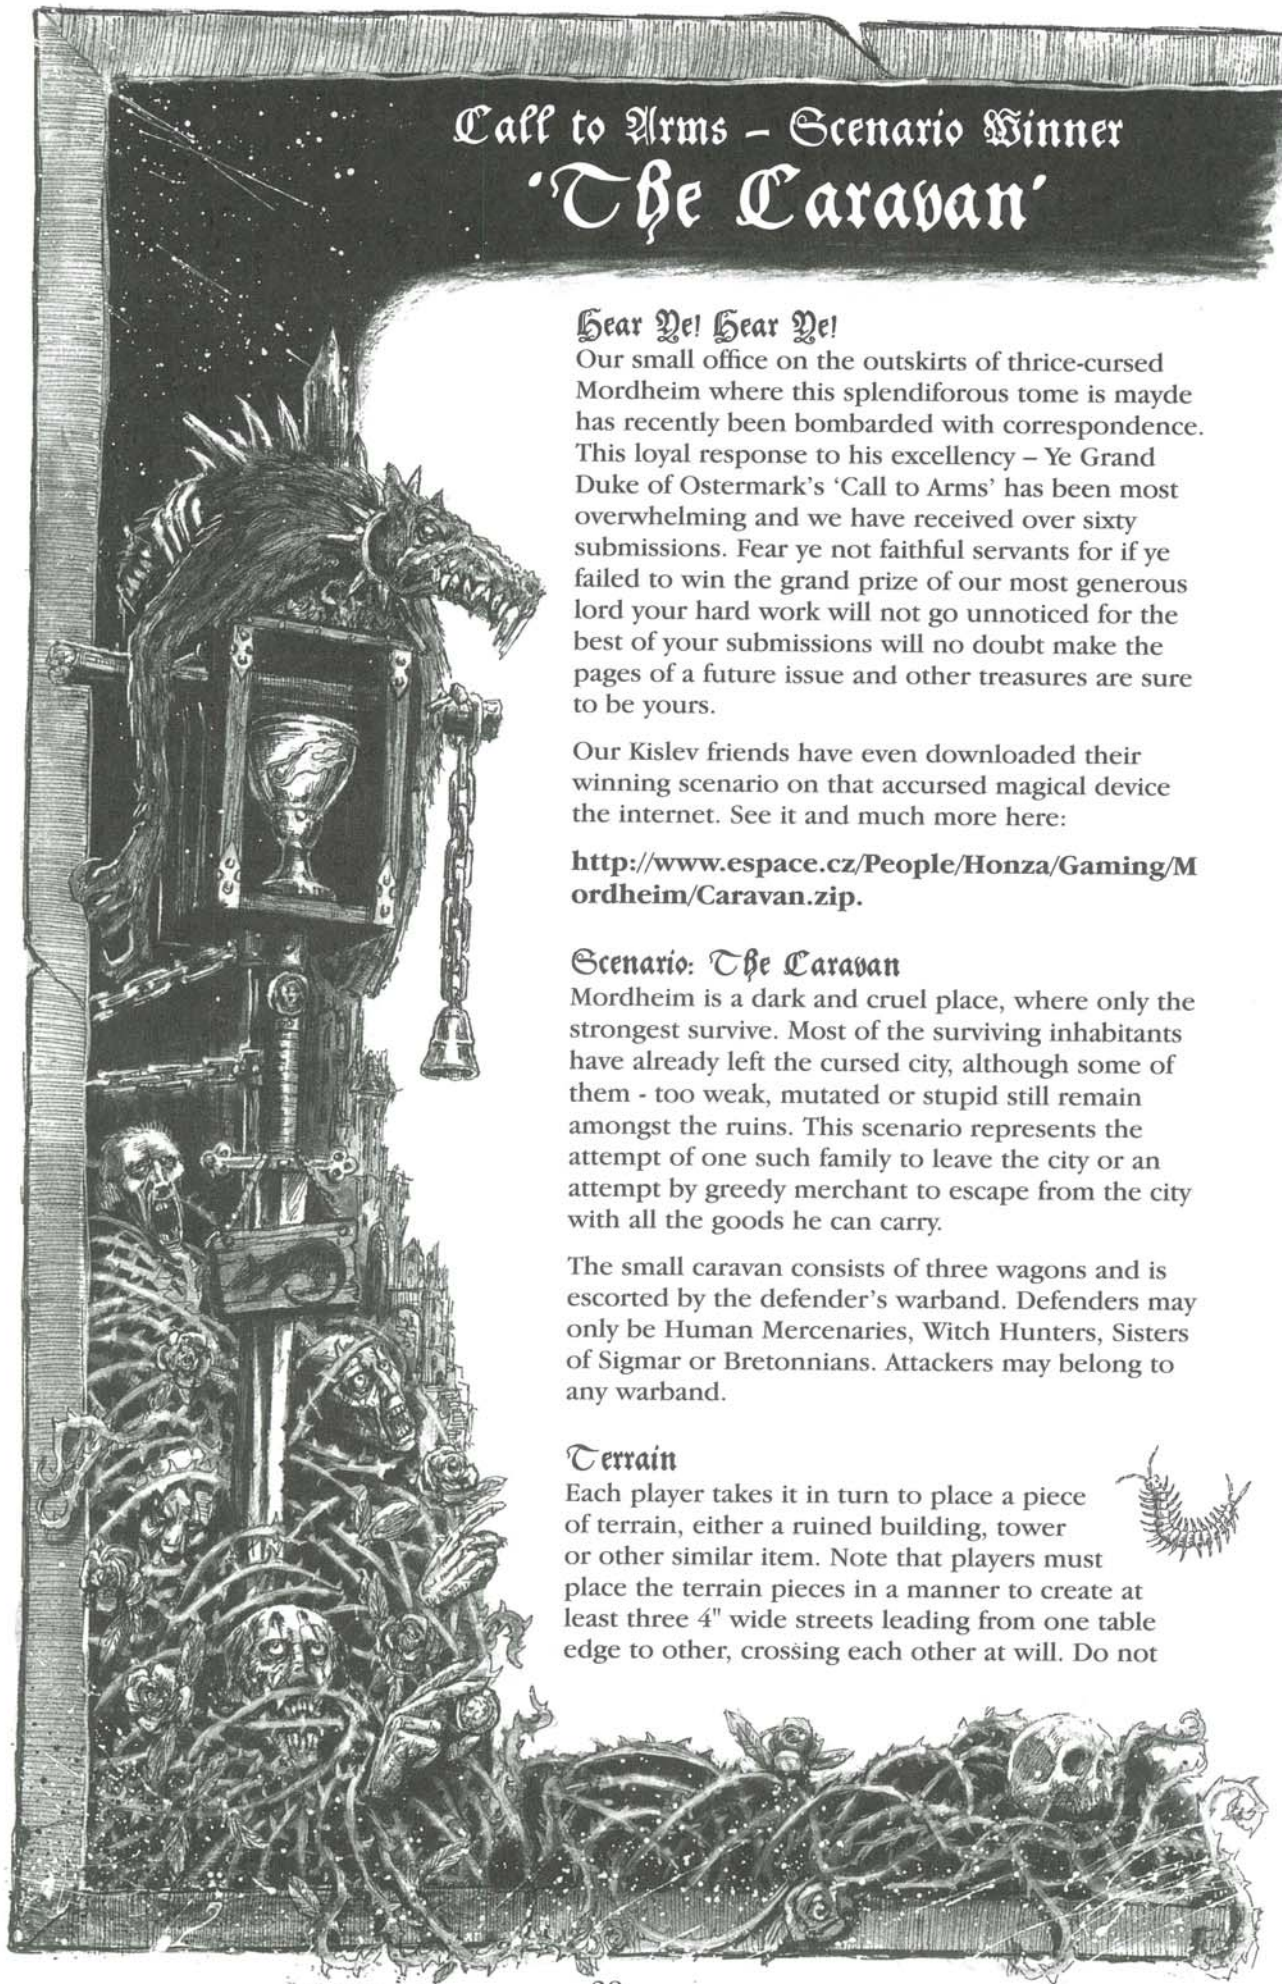 Call to Arms – Scenario Winner
'The Caravan'
Hear Ye! Hear Ye!
Our small office on the outskirts of thrice-cursed
Mordheim where this splendiforous tome is mayde
has recently been bombarded with correspondence.
This loyal response to his excellency – Ye Grand
Duke of Ostermark's 'Call to Arms' has been most
overwhelming and we have received over sixty
submissions. Fear ye not faithful servants for if ye
failed to win the grand prize of our most generous
lord your hard work will not go unnoticed for the
best of your submissions will no doubt make the
pages of a future issue and other treasures are sure
to be yours.
Our Kislev friends have even downloaded their
winning scenario on that accursed magical device
the internet. See it and much more here:
http://www.espace.cz/People/Honza/Gaming/M
ordheim/Caravan.zip.
Scenario: The Caravan
Mordheim is a dark and cruel place, where only the
strongest survive. Most of the surviving inhabitants
have already left the cursed city, although some of
them - too weak, mutated or stupid still remain
amongst the ruins. This scenario represents the
attempt of one such family to leave the city or an
attempt by greedy merchant to escape from the city
with all the goods he can carry.
The small caravan consists of three wagons and is
escorted by the defender's warband. Defenders may
only be Human Mercenaries, Witch Hunters, Sisters
of Sigmar or Bretonnians. Attackers may belong to
any warband.
Terrain
Each player takes it in turn to place a piece
of terrain, either a ruined building, tower
or other similar item. Note that players must
place the terrain pieces in a manner to create at
least three 4" wide streets leading from one table
edge to other, crossing each other at will. Do not